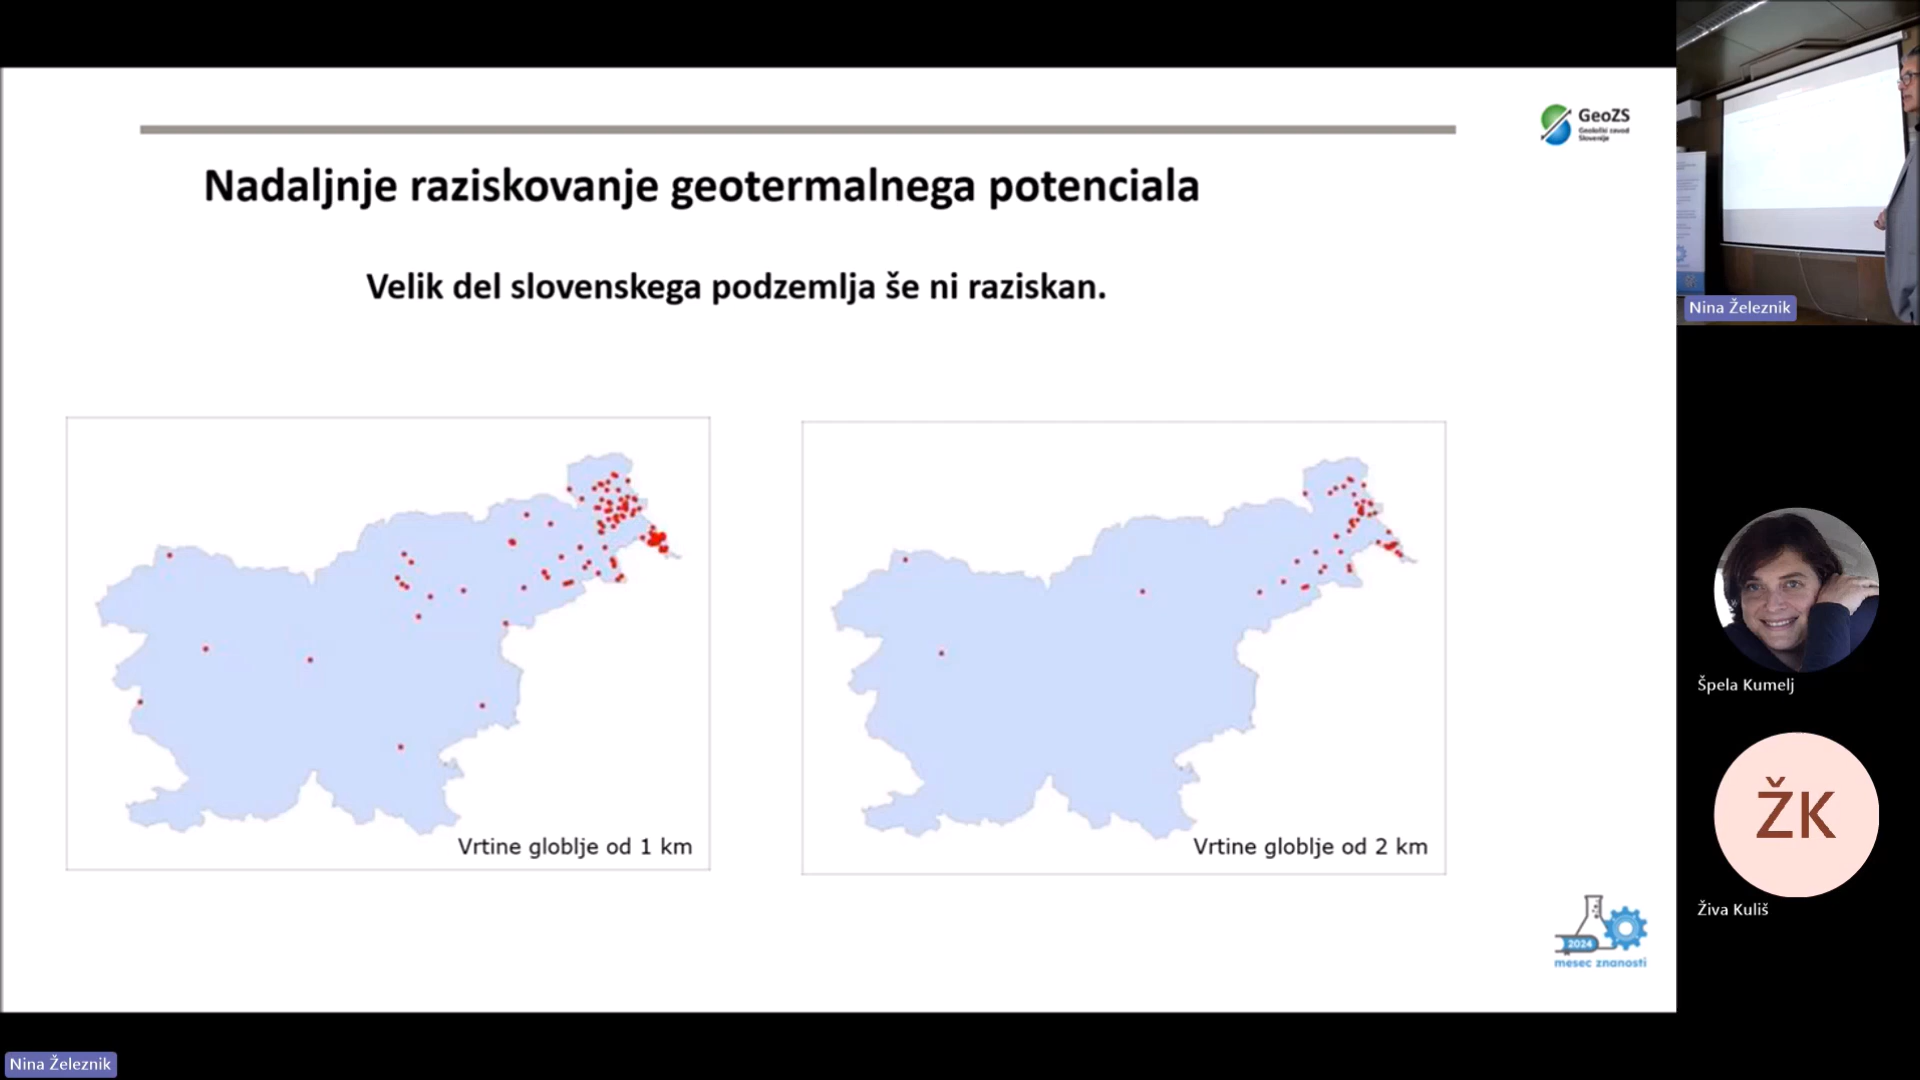 GeoZS
Geološki zavod
Slovenije
Nadaljnje raziskovanje geotermalnega potenciala
Velik del slovenskega podzemlja še ni raziskan.
Vrtine globlje od 1 km
Vrtine globlje od 2 km
2024
mesec znanosti
Nina Železnik
Špela Kumelj
ŽK
Živa Kuliš
Nina Železnik